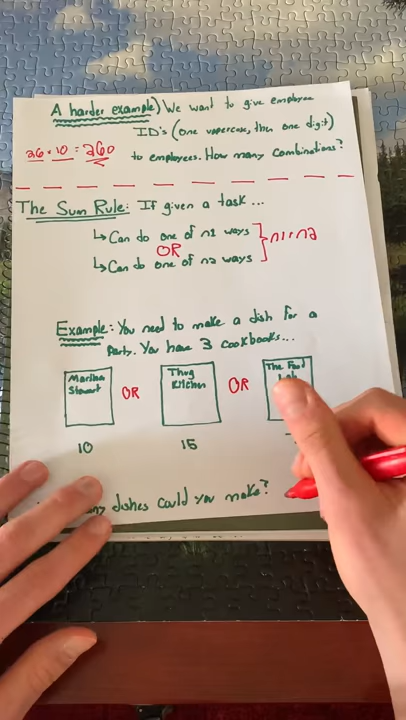 A harder example) We want to give employee
ID's (one uppercase, then one digit)
26 * 10 = 260
to employees. How many combinations?
The Sum Rule: If given a task...
↳ Can do one of n1 ways
OR
n1+n2
↳ Can do one of n2 ways
Example: You need to make a dish for a
party. You have 3 cookbooks...
Martha
Stewart
OR
Thug
Kitchen
OR
The Food
10
15
dishes could you make?